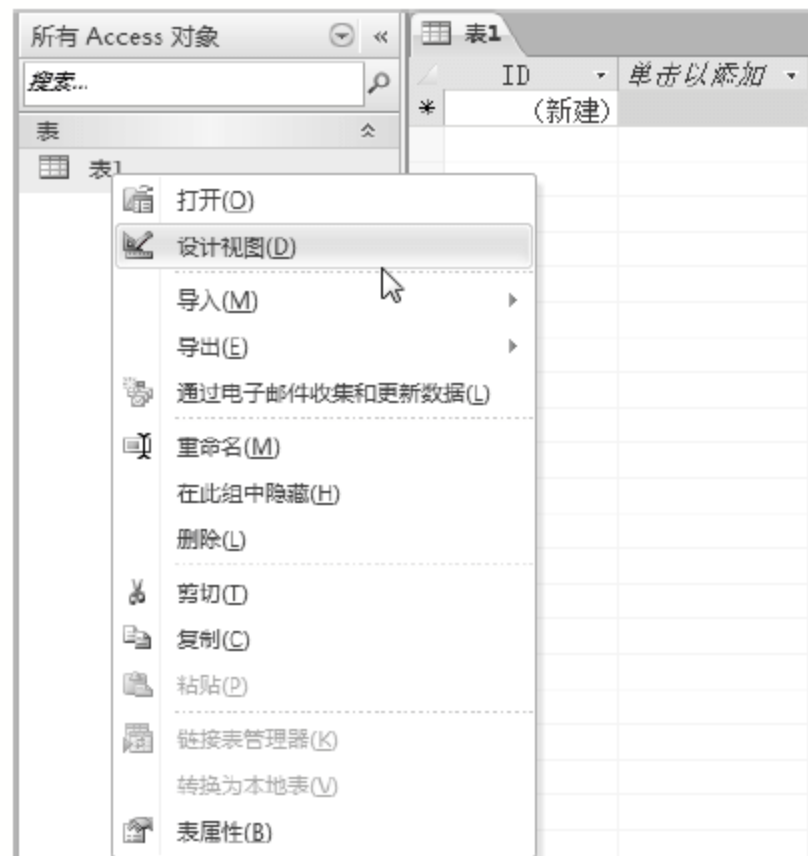 所有 Access 对象
搜索...
表
表1
表1
ID
单击以添加
(新建)
打开(O)
设计视图(D)
导入(M)
导出(E)
通过电子邮件收集和更新数据(L)
重命名(M)
在此组中隐藏(H)
删除(L)
剪切(T)
复制(C)
粘贴(P)
链接表管理器(K)
转换为本地表(V)
表属性(B)